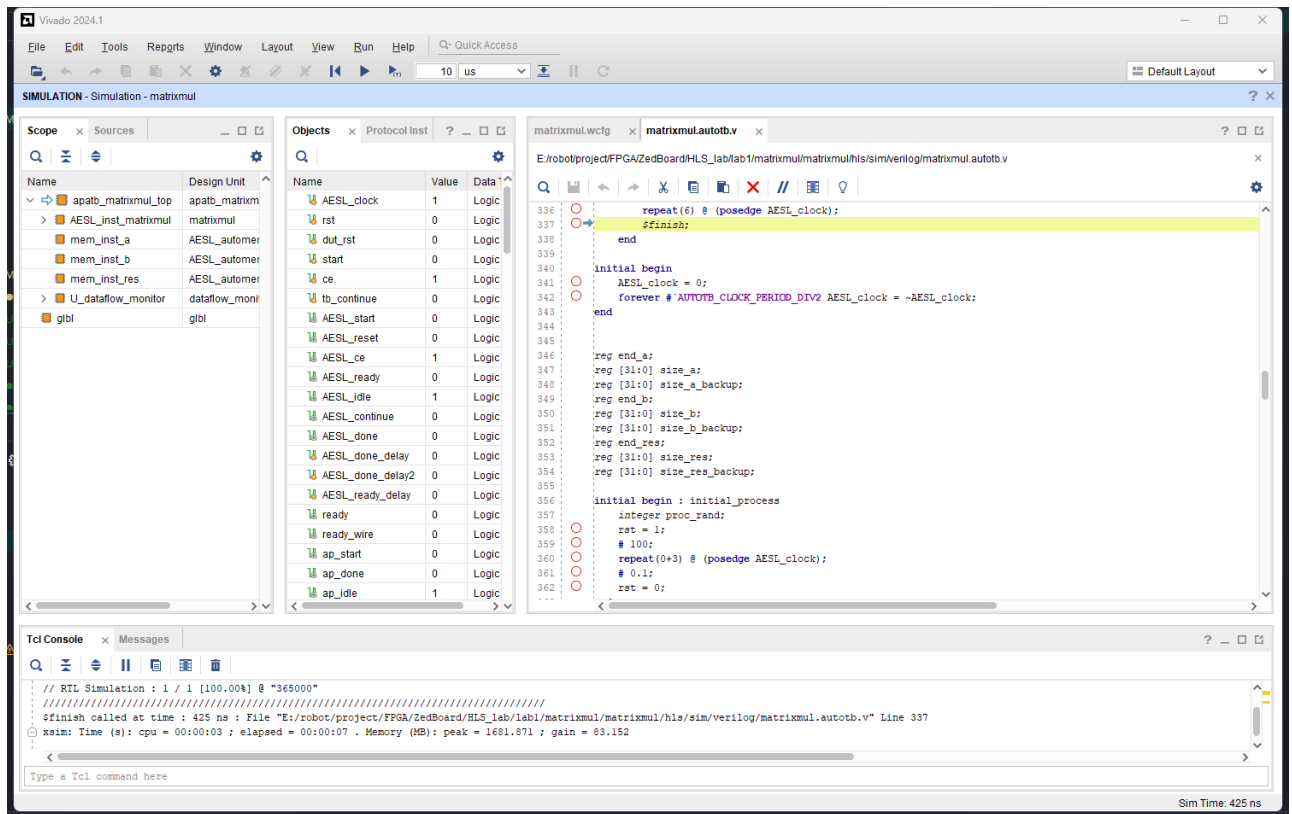 Vivado 2024.1
File Edit Tools Reports Window Layout View Run Help Quick Access
10 us Default Layout
SIMULATION - Simulation - matrixmul
Scope Sources
Name Design Unit
apatb_matrixmul_top apatb_matrixm
AESL_inst_matrixmul matrixmul
mem_inst_a AESL_automer
mem_inst_b AESL_automer
mem_inst_res AESL_automer
U_dataflow_monitor dataflow_moni
glbl glbl
Objects Protocol Inst
Name Value Data T
AESL_clock 1 Logic
rst 0 Logic
dut_rst 0 Logic
start 0 Logic
ce 1 Logic
tb_continue 0 Logic
AESL_start 0 Logic
AESL_reset 0 Logic
AESL_ce 1 Logic
AESL_ready 0 Logic
AESL_idle 1 Logic
AESL_continue 0 Logic
AESL_done 0 Logic
AESL_done_delay 0 Logic
AESL_done_delay2 0 Logic
AESL_ready_delay 0 Logic
ready 0 Logic
ready_wire 0 Logic
ap_start 0 Logic
ap_done 0 Logic
ap_idle 1 Logic
matrixmul.wcfg matrixmul.autotb.v
E:/robot/project/FPGA/ZedBoard/HLS_lab/lab1/matrixmul/matrixmul/hls/sim/verilog/matrixmul.autotb.v
336 repeat(6) @ (posedge AESL_clock);
337 $finish;
338 end
339
340 initial begin
341 AESL_clock = 0;
342 forever #`AUTOTB_CLOCK_PERIOD_DIV2 AESL_clock = ~AESL_clock;
343 end
344
345
346 reg end_a;
347 reg [31:0] size_a;
348 reg [31:0] size_a_backup;
349 reg end_b;
350 reg [31:0] size_b;
351 reg [31:0] size_b_backup;
352 reg end_res;
353 reg [31:0] size_res;
354 reg [31:0] size_res_backup;
355
356 initial begin : initial_process
357 integer proc_rand;
358 rst = 1;
359 # 100;
360 repeat(0+3) @ (posedge AESL_clock);
361 # 0.1;
362 rst = 0;
Tcl Console Messages
// RTL Simulation : 1 / 1 [100.00%] @ "365000"
////////////////////////////////////////////////////////////////////////////////////
$finish called at time : 425 ns : File "E:/robot/project/FPGA/ZedBoard/HLS_lab/lab1/matrixmul/matrixmul/hls/sim/verilog/matrixmul.autotb.v" Line 337
xsim: Time (s): cpu = 00:00:03 ; elapsed = 00:00:07 . Memory (MB): peak = 1681.871 ; gain = 83.152
Type a Tcl command here
Sim Time: 425 ns